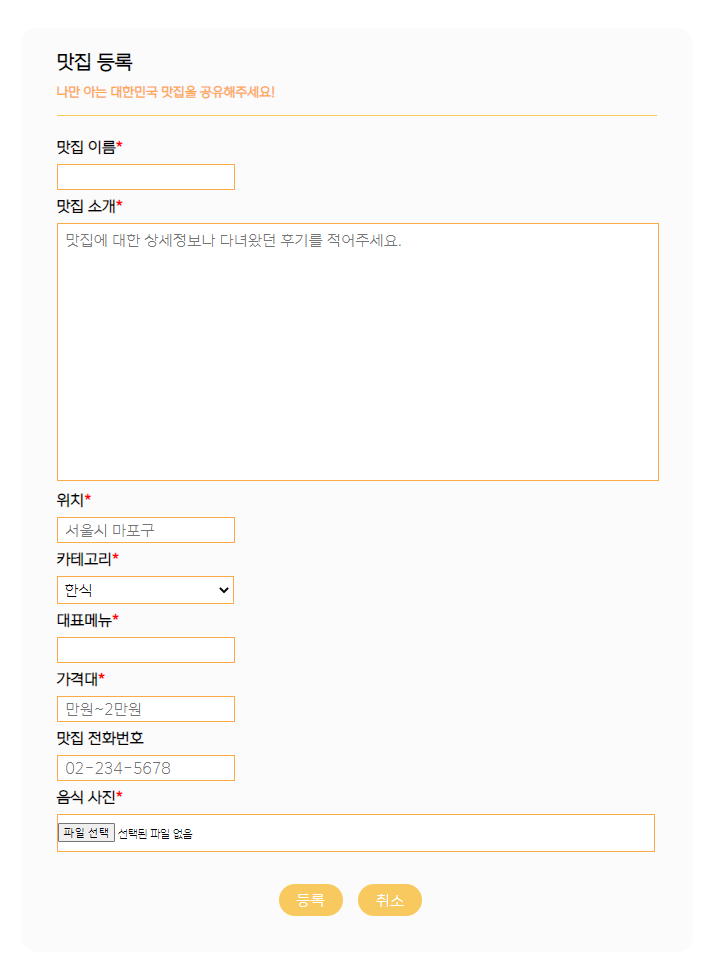 맛집 등록
나만 아는 대한민국 맛집을 공유해주세요!
맛집 이름*
맛집 소개*
맛집에 대한 상세정보나 다녀왔던 후기를 적어주세요.
위치*
서울시 마포구
카테고리*
한식
대표메뉴*
가격대*
만원~2만원
맛집 전화번호
02-234-5678
음식 사진*
파일 선택 선택된 파일 없음
등록 취소